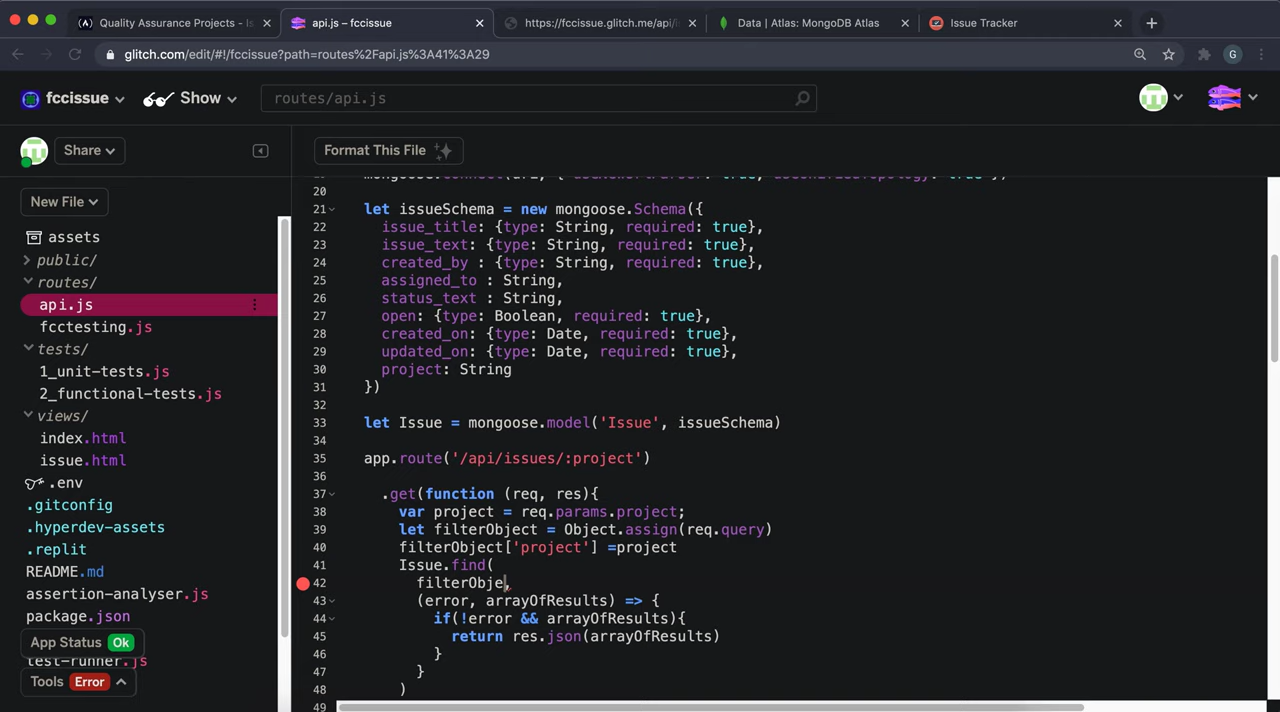 Quality Assurance Projects - Is
api.js – fccissue
https://fccissue.glitch.me/api/
Data | Atlas: MongoDB Atlas
Issue Tracker
glitch.com/edit/#!/fccissue?path=routes%2Fapi.js%3A41%3A29
G
fccissue
Show
routes/api.js
Share
Format This File
New File
assets
public/
routes/
api.js
fcctesting.js
tests/
1_unit-tests.js
2_functional-tests.js
views/
index.html
issue.html
.env
.gitconfig
.hyperdev-assets
.replit
README.md
assertion-analyser.js
package.json
App Status Ok
test-runner.js
Tools Error
20
21 let issueSchema = new mongoose.Schema({
22 issue_title: {type: String, required: true},
23 issue_text: {type: String, required: true},
24 created_by : {type: String, required: true},
25 assigned_to : String,
26 status_text : String,
27 open: {type: Boolean, required: true},
28 created_on: {type: Date, required: true},
29 updated_on: {type: Date, required: true},
30 project: String
31 })
32
33 let Issue = mongoose.model('Issue', issueSchema)
34
35 app.route('/api/issues/:project')
36
37 .get(function (req, res){
38 var project = req.params.project;
39 let filterObject = Object.assign(req.query)
40 filterObject['project'] =project
41 Issue.find(
42 filterObje,
43 (error, arrayOfResults) => {
44 if(!error && arrayOfResults){
45 return res.json(arrayOfResults)
46 }
47 }
48 )
49